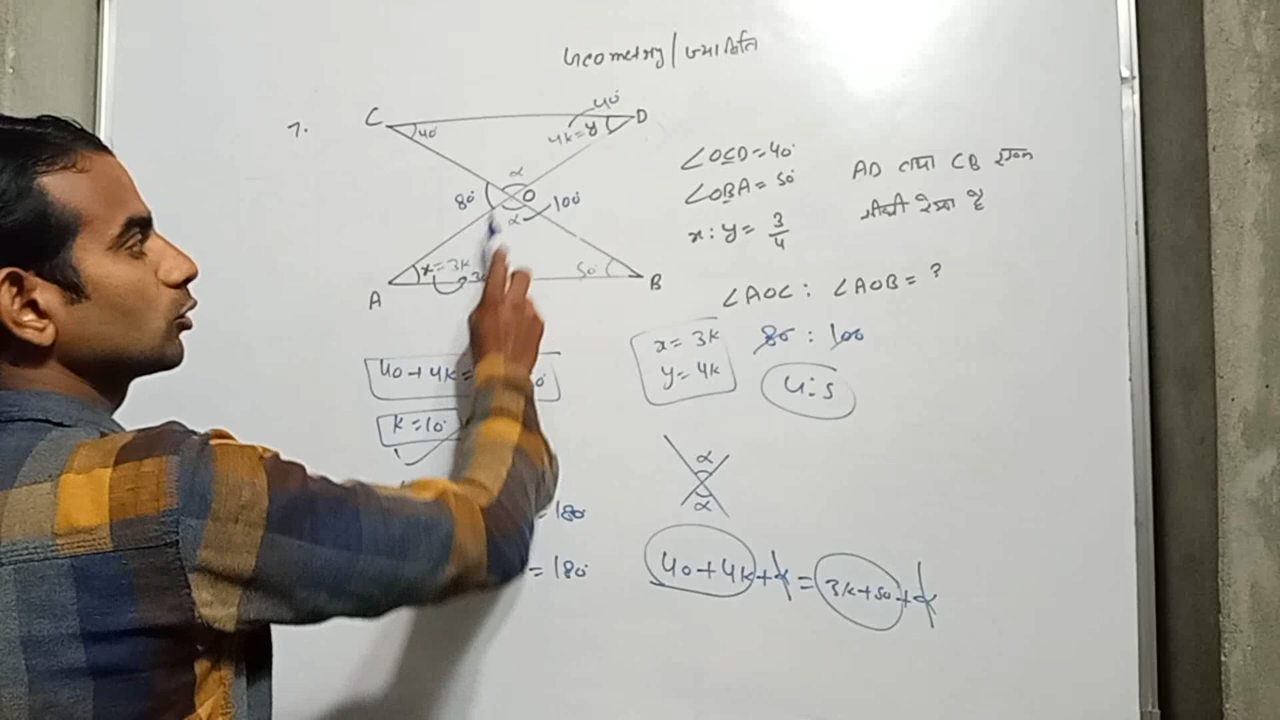 Geometry / ज्यामिति
7.
C
D
40°
40°
4k = y
α
80°
O
100°
α
x = 3k
50°
A
B
∠OCD = 40°
∠OBA = 50°
x : y = 3/4
AD तथा CB सरल
सीधी रेखा है
∠AOC : ∠AOB = ?
80 : 100
4:5
x = 3k
y = 4k
40 + 4k =
k = 10°
α
α
= 180
= 180
40 + 4k + α = 3k + 50 + α